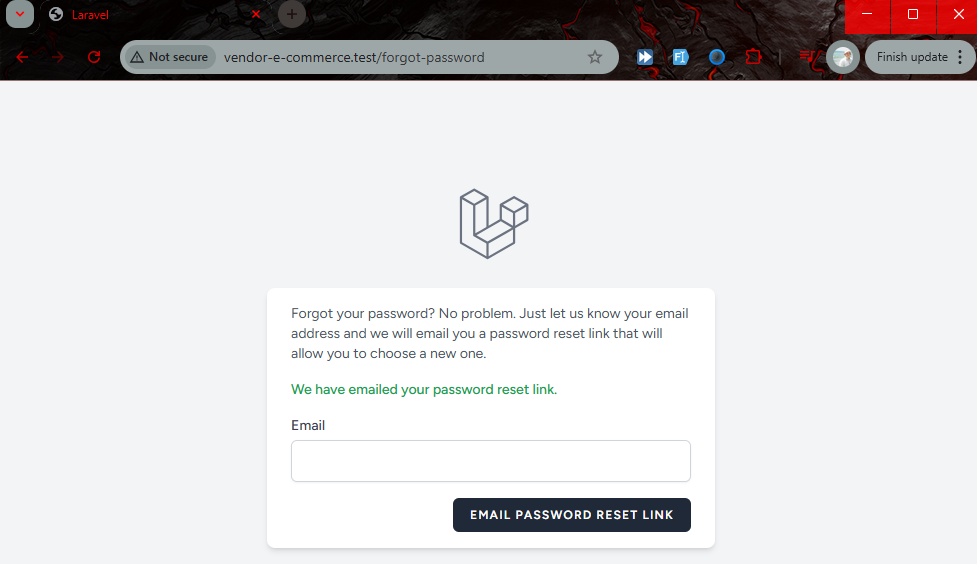 Laravel
Not secure
vendor-e-commerce.test/forgot-password
Finish update
Forgot your password? No problem. Just let us know your email
address and we will email you a password reset link that will
allow you to choose a new one.
We have emailed your password reset link.
Email
EMAIL PASSWORD RESET LINK